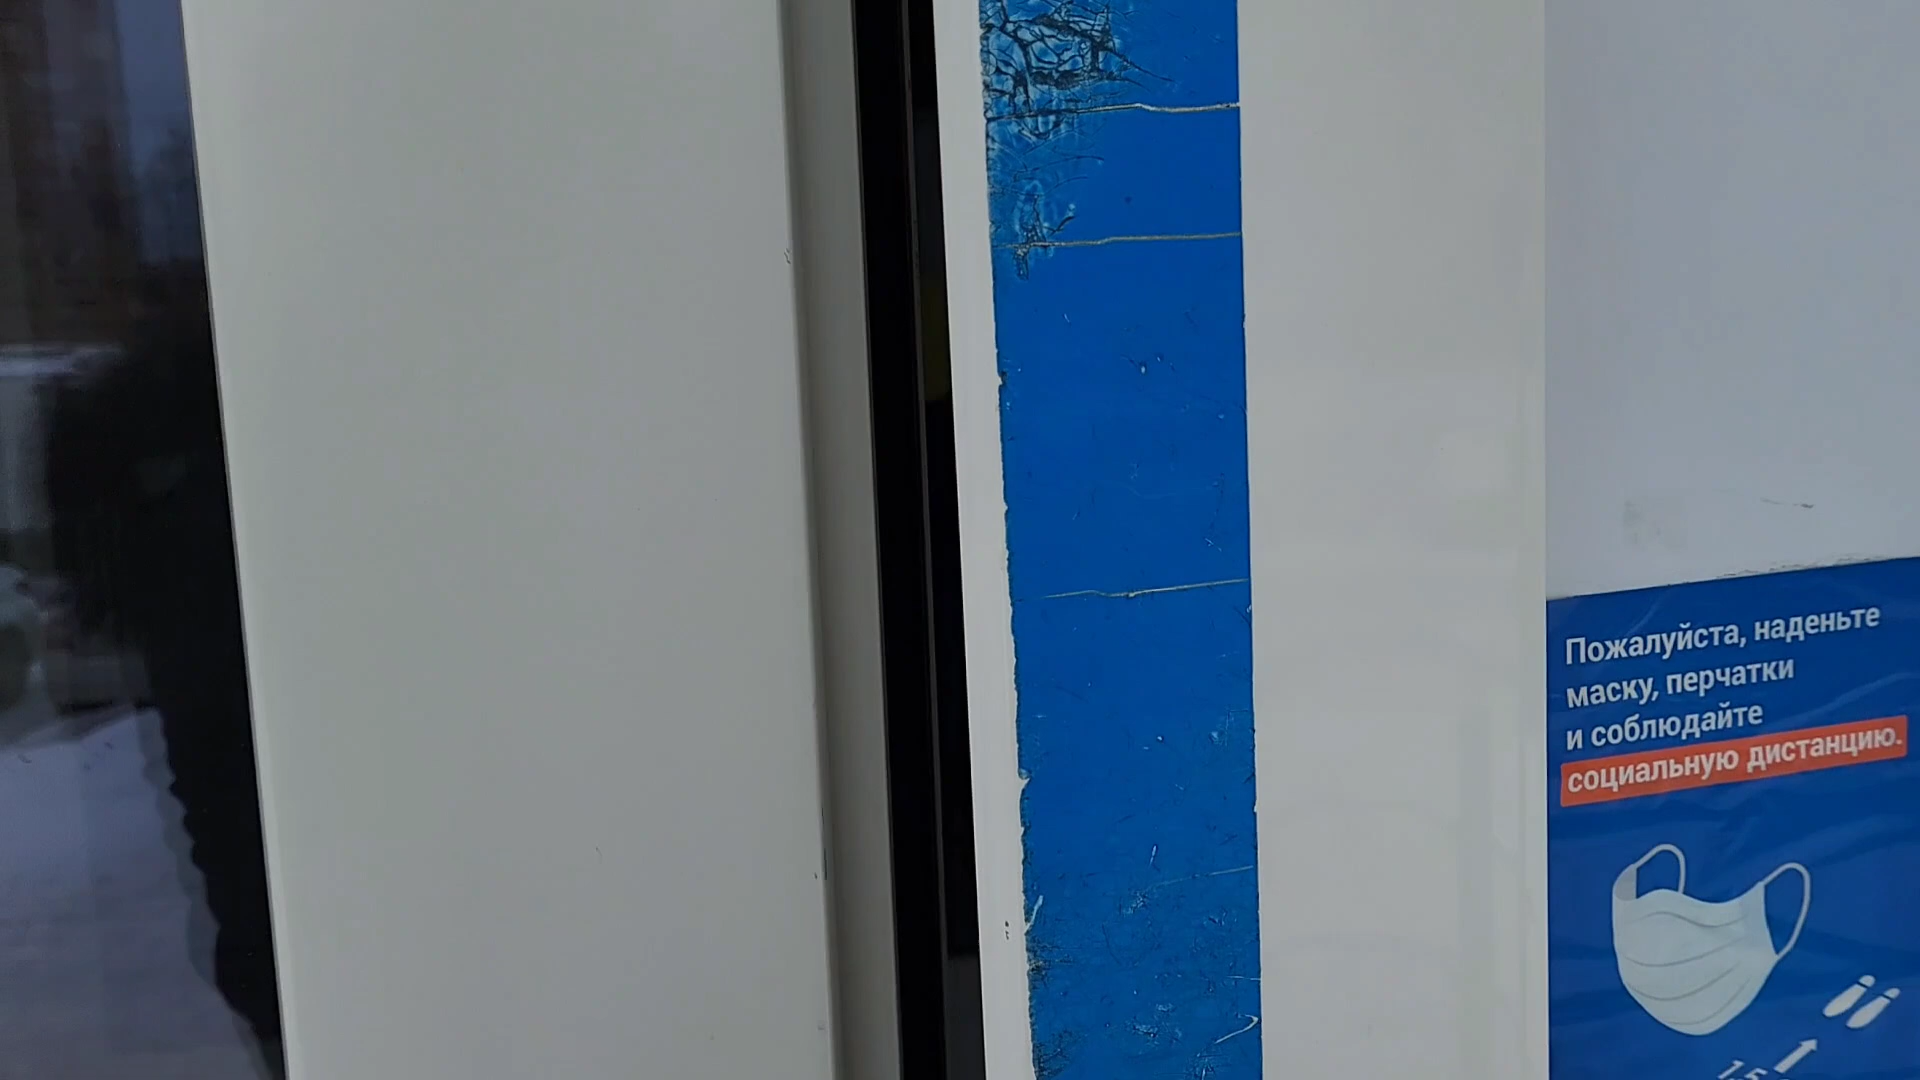 Пожалуйста, наденьте
маску, перчатки
и соблюдайте
социальную дистанцию.